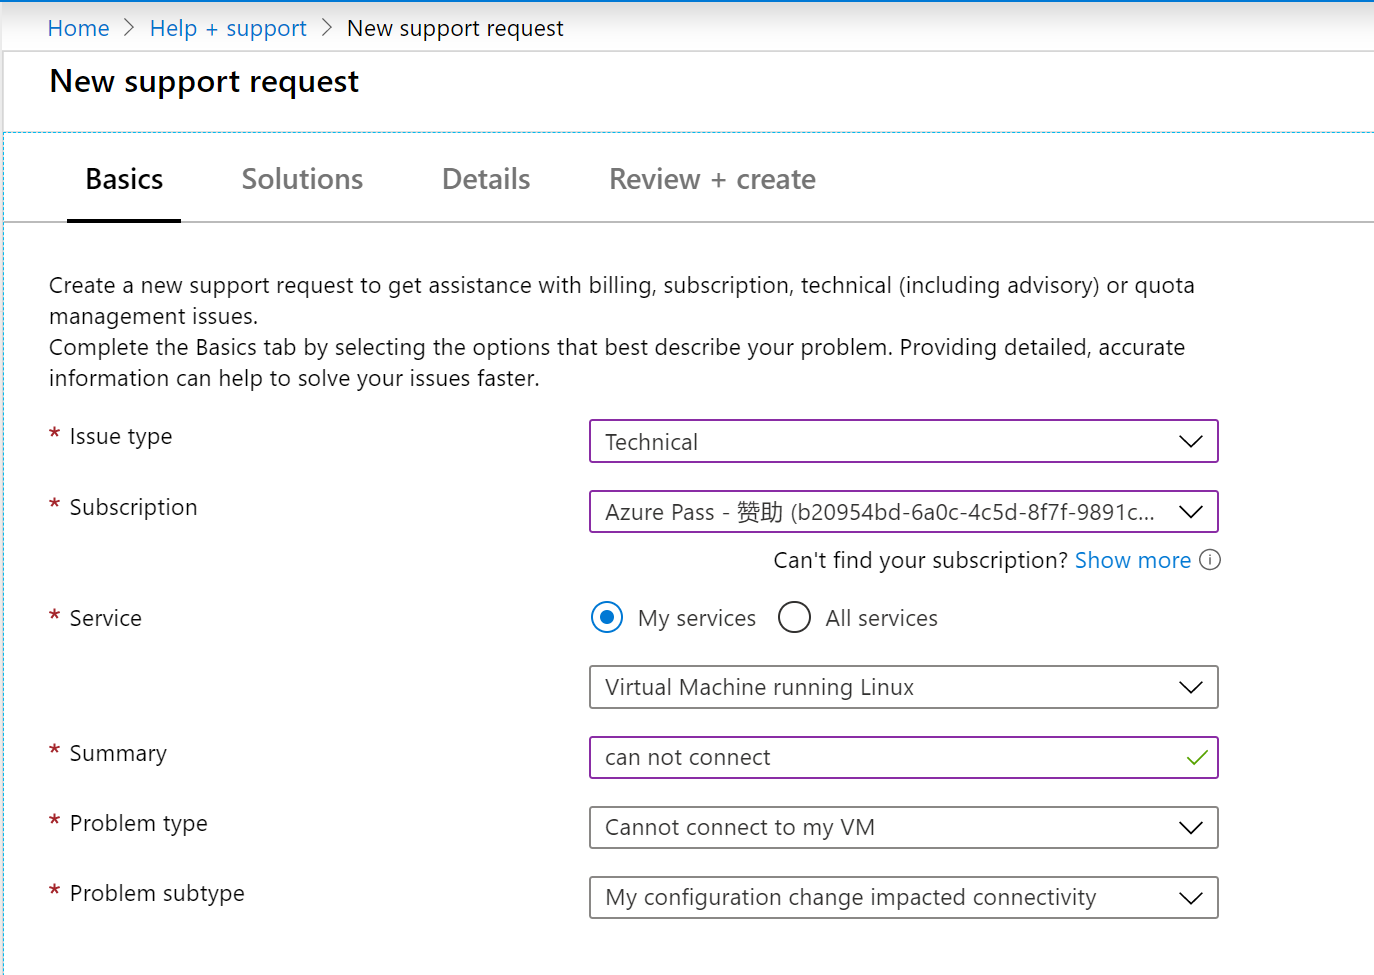 Home > Help + support > New support request
New support request
Basics Solutions Details Review + create
Create a new support request to get assistance with billing, subscription, technical (including advisory) or quota
management issues.
Complete the Basics tab by selecting the options that best describe your problem. Providing detailed, accurate
information can help to solve your issues faster.
* Issue type Technical
* Subscription Azure Pass - 赞助 (b20954bd-6a0c-4c5d-8f7f-9891c...
Can't find your subscription? Show more
* Service My services All services
Virtual Machine running Linux
* Summary can not connect
* Problem type Cannot connect to my VM
* Problem subtype My configuration change impacted connectivity